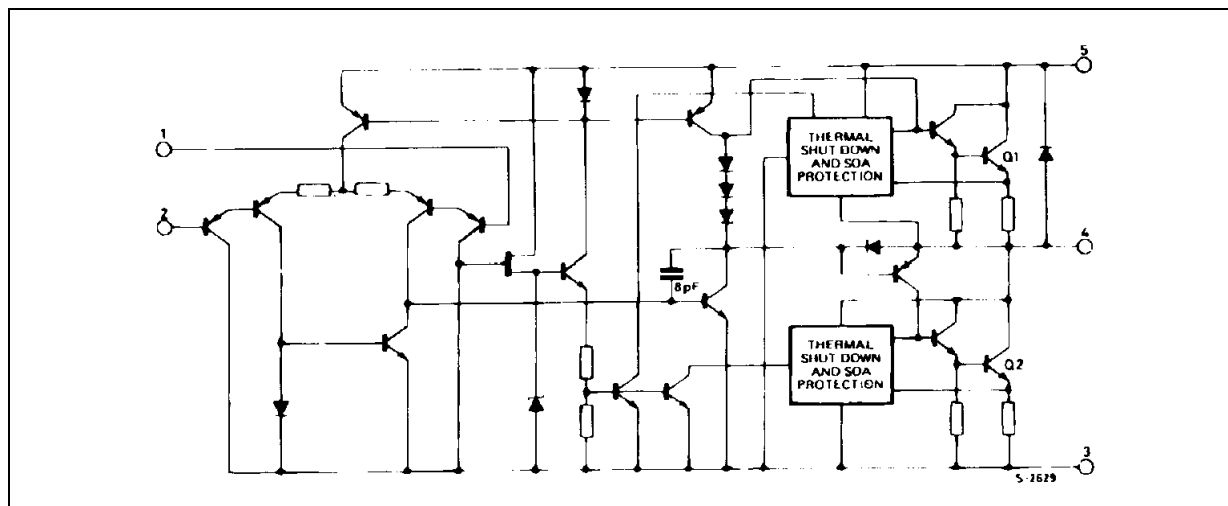 5
1
THERMAL
SHUT DOWN
AND SOA
PROTECTION
Q1
2
4
8pF
THERMAL
SHUT DOWN
AND SOA
PROTECTION
Q2
3
S-2629